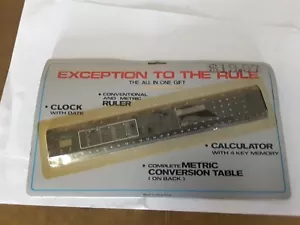 EXCEPTION TO THE RULE
THE ALL IN ONE GIFT
• CONVENTIONAL
AND METRIC
RULER
• CLOCK
WITH DATE
• CALCULATOR
WITH 4 KEY MEMORY
• COMPLETE METRIC
CONVERSION TABLE
(ON BACK)